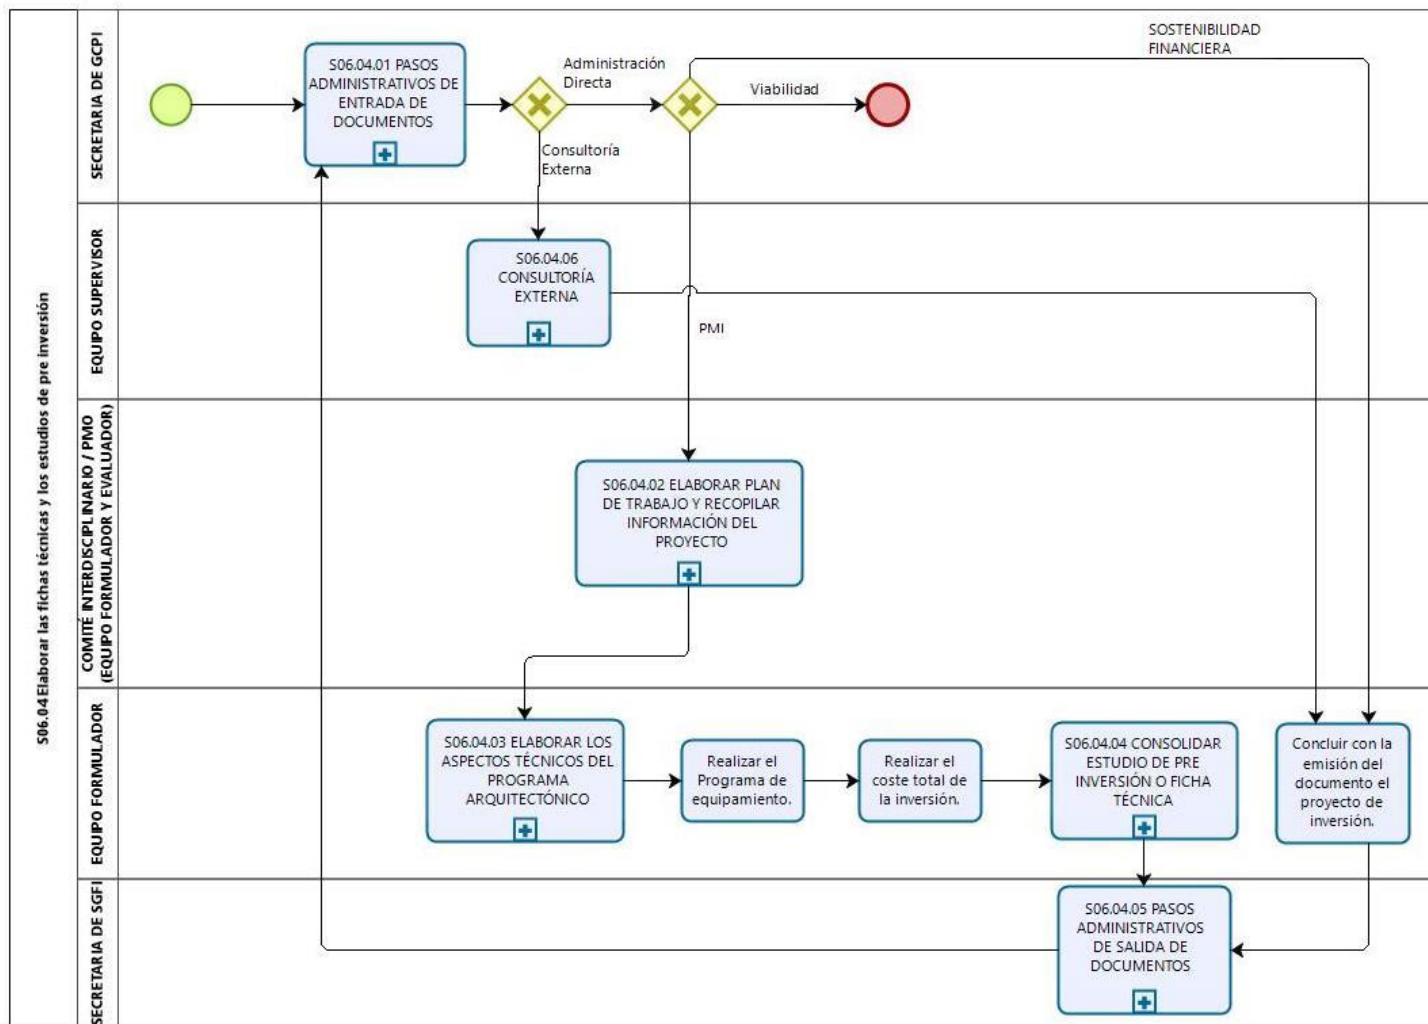 S06.04 Elaborar las fichas técnicas y los estudios de pre inversión
SECRETARIA DE GCPI
S06.04.01 PASOS
ADMINISTRATIVOS DE
ENTRADA DE
DOCUMENTOS
Administración
Directa
Consultoría
Externa
Viabilidad
SOSTENIBILIDAD
FINANCIERA
EQUIPO SUPERVISOR
S06.04.06
CONSULTORÍA
EXTERNA
PMI
COMITÉ INTERDISCIPLINARIO / PMO
(EQUIPO FORMULADOR Y EVALUADOR)
S06.04.02 ELABORAR PLAN
DE TRABAJO Y RECOPILAR
INFORMACIÓN DEL
PROYECTO
EQUIPO FORMULADOR
S06.04.03 ELABORAR LOS
ASPECTOS TÉCNICOS DEL
PROGRAMA
ARQUITECTÓNICO
Realizar el
Programa de
equipamiento.
Realizar el
coste total de
la inversión.
S06.04.04 CONSOLIDAR
ESTUDIO DE PRE
INVERSIÓN O FICHA
TÉCNICA
Concluir con la
emisión del
documento el
proyecto de
inversión.
SECRETARIA DE SGFI
S06.04.05 PASOS
ADMINISTRATIVOS
DE SALIDA DE
DOCUMENTOS